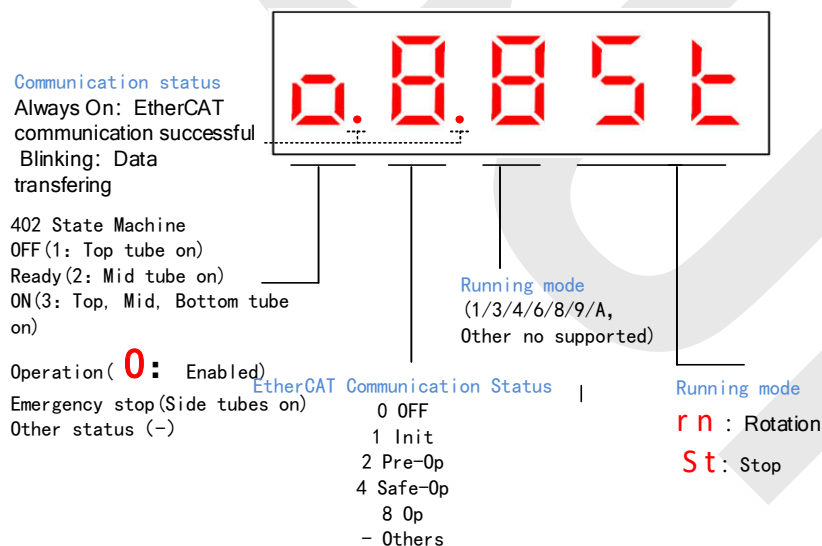 o.8.8St
Communication status
Always On: EtherCAT
communication successful
Blinking: Data
transfering
402 State Machine
OFF(1: Top tube on)
Ready(2: Mid tube on)
ON(3: Top, Mid, Bottom tube
on)
Operation( 0: Enabled)
Emergency stop(Side tubes on)
Other status (-)
EtherCAT Communication Status
0 OFF
1 Init
2 Pre-Op
4 Safe-Op
8 Op
- Others
Running mode
(1/3/4/6/8/9/A,
Other no supported)
Running mode
rn: Rotation
St: Stop